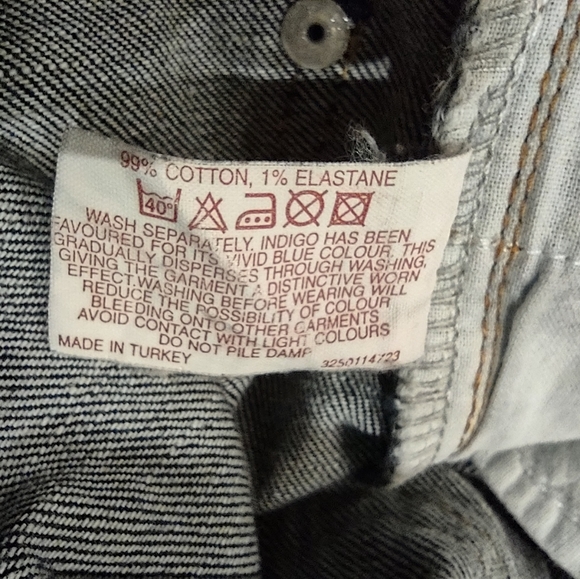 99% COTTON, 1% ELASTANE
40°
WASH SEPARATELY. INDIGO HAS BEEN
FAVOURED FOR ITS VIVID BLUE COLOUR. THIS
GRADUALLY DISPERSES THROUGH WASHING,
GIVING THE GARMENT A DISTINCTIVE WORN
EFFECT.WASHING BEFORE WEARING WILL
REDUCE THE POSSIBILITY OF COLOUR
BLEEDING ONTO OTHER GARMENTS
AVOID CONTACT WITH LIGHT COLOURS
DO NOT PILE DAMP
MADE IN TURKEY
3250114723